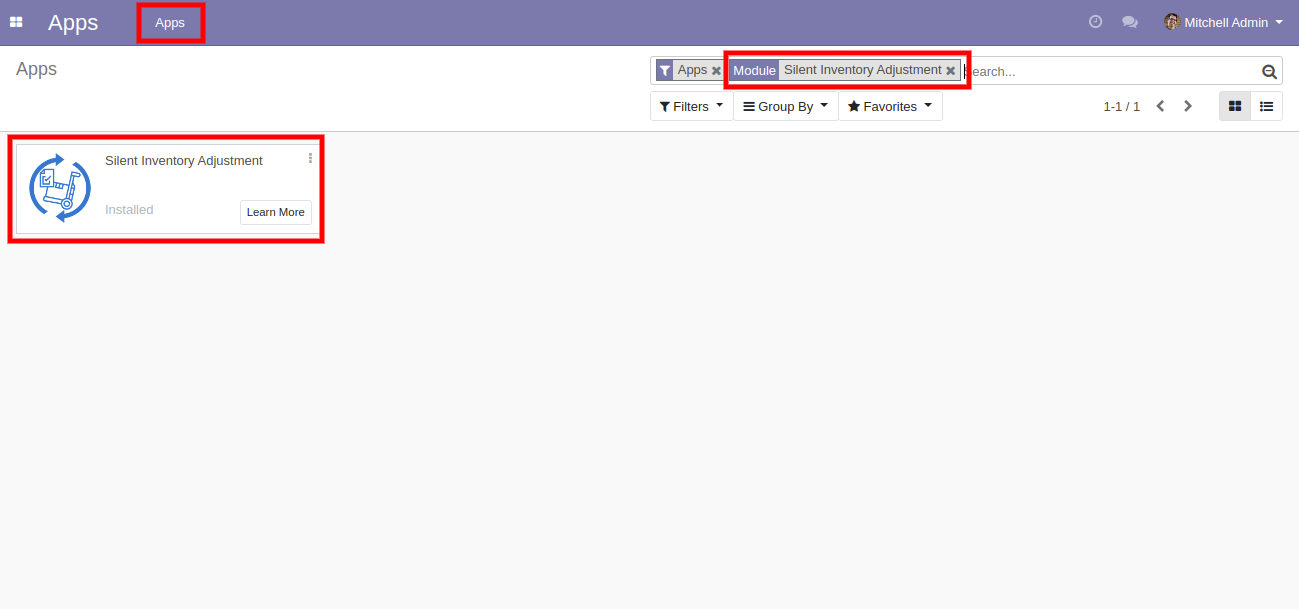 Apps Apps Mitchell Admin
Apps
Apps Module Silent Inventory Adjustment Search...
Filters Group By Favorites 1-1 / 1
Silent Inventory Adjustment
Installed Learn More